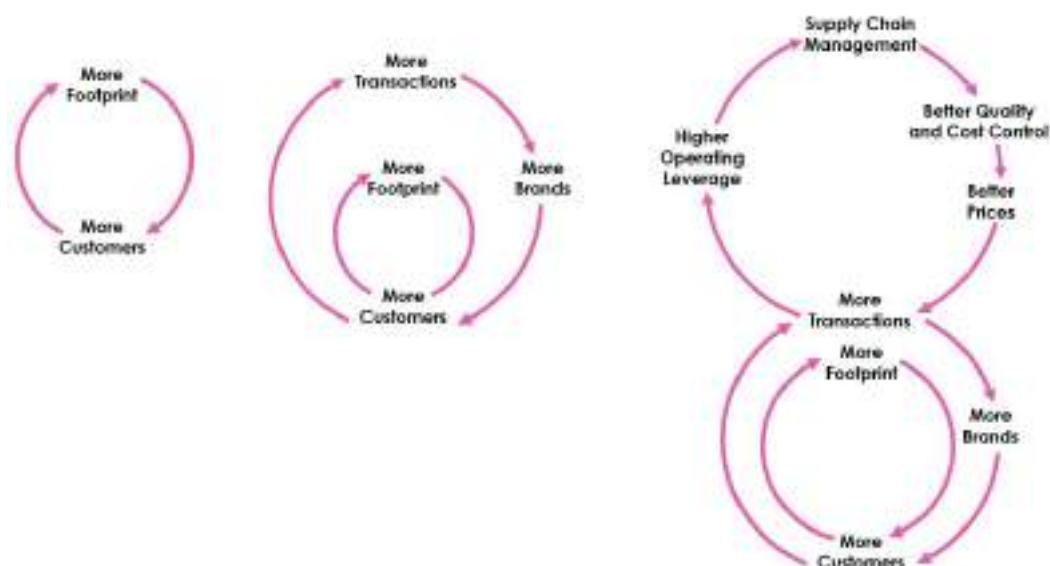 More
Footprint
More
Customers
More
Transactions
More
Brands
More
Footprint
More
Customers
Supply Chain
Management
Better Quality
and Cost Control
Better
Prices
Higher
Operating
Leverage
More
Transactions
More
Footprint
More
Brands
More
Customers